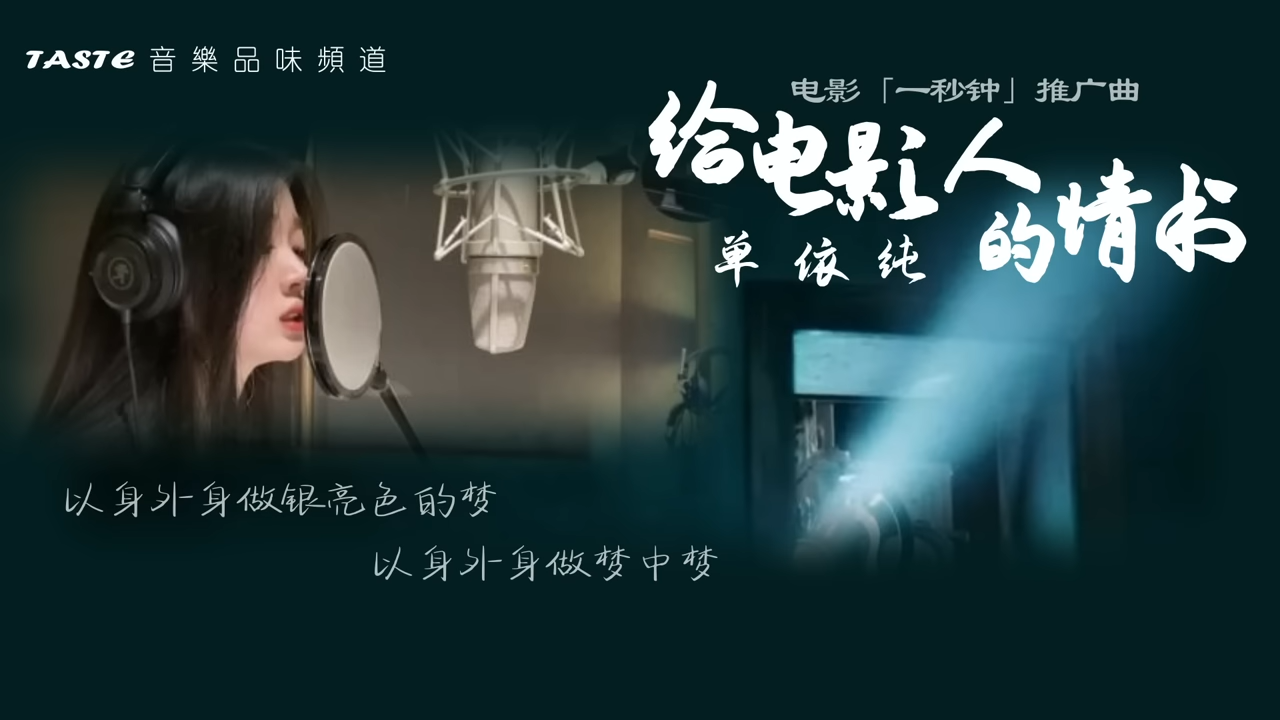 TASTE 音樂品味頻道
电影「一秒钟」推广曲
给电影人的情书
单依纯
以身外身做银亮色的梦
以身外身做梦中梦